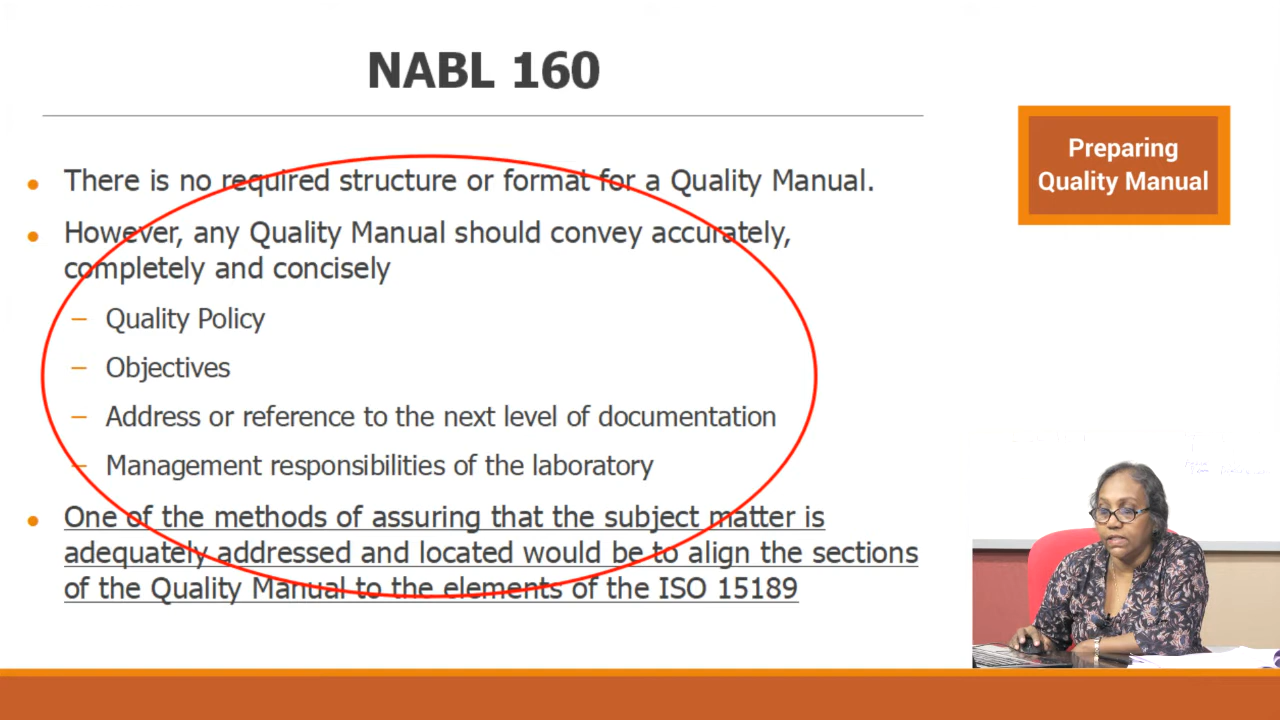 NABL 160
Preparing
Quality Manual
• There is no required structure or format for a Quality Manual.
• However, any Quality Manual should convey accurately,
completely and concisely
– Quality Policy
– Objectives
– Address or reference to the next level of documentation
– Management responsibilities of the laboratory
• One of the methods of assuring that the subject matter is
adequately addressed and located would be to align the sections
of the Quality Manual to the elements of the ISO 15189